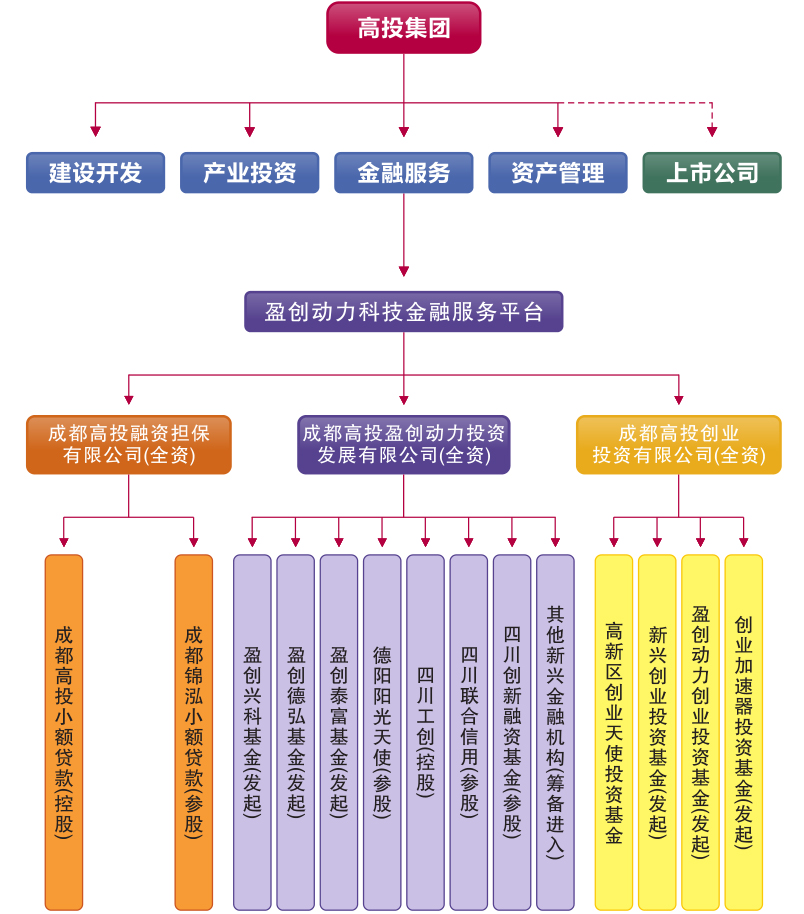 高投集团
建设开发
产业投资
金融服务
资产管理
上市公司
盈创动力科技金融服务平台
成都高投融资担保
有限公司(全资)
成都高投盈创动力投资
发展有限公司(全资)
成都高投创业
投资有限公司(全资)
成都高投小额贷款(控股)
成都锦泓小额贷款(参股)
盈创兴科基金(发起)
盈创德弘基金(发起)
盈创泰富基金(发起)
德阳阳光天使(参股)
四川工创(控股)
四川联合信用(参股)
四川创新融资基金(参股)
其他新兴金融机构(筹备进入)
高新区创业天使投资基金
新兴创业投资基金(发起)
盈创动力创业投资基金(发起)
创业加速器投资基金(发起)